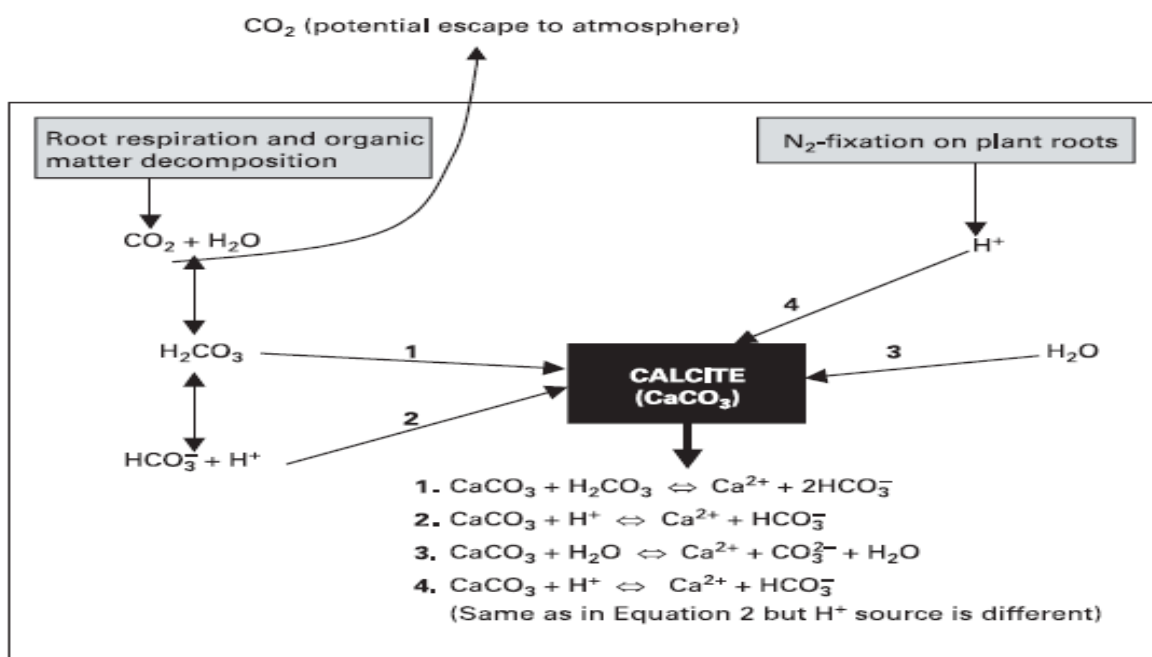 CO₂ (potential escape to atmosphere)
Root respiration and organic
matter decomposition
N₂-fixation on plant roots
CO₂ + H₂O
H⁺
4
H₂CO₃
1
3
H₂O
CALCITE
(CaCO₃)
2
HCO₃⁻ + H⁺
1. CaCO₃ + H₂CO₃ ⇔ Ca²⁺ + 2HCO₃⁻
2. CaCO₃ + H⁺ ⇔ Ca²⁺ + HCO₃⁻
3. CaCO₃ + H₂O ⇔ Ca²⁺ + CO₃²⁻ + H₂O
4. CaCO₃ + H⁺ ⇔ Ca²⁺ + HCO₃⁻
(Same as in Equation 2 but H⁺ source is different)